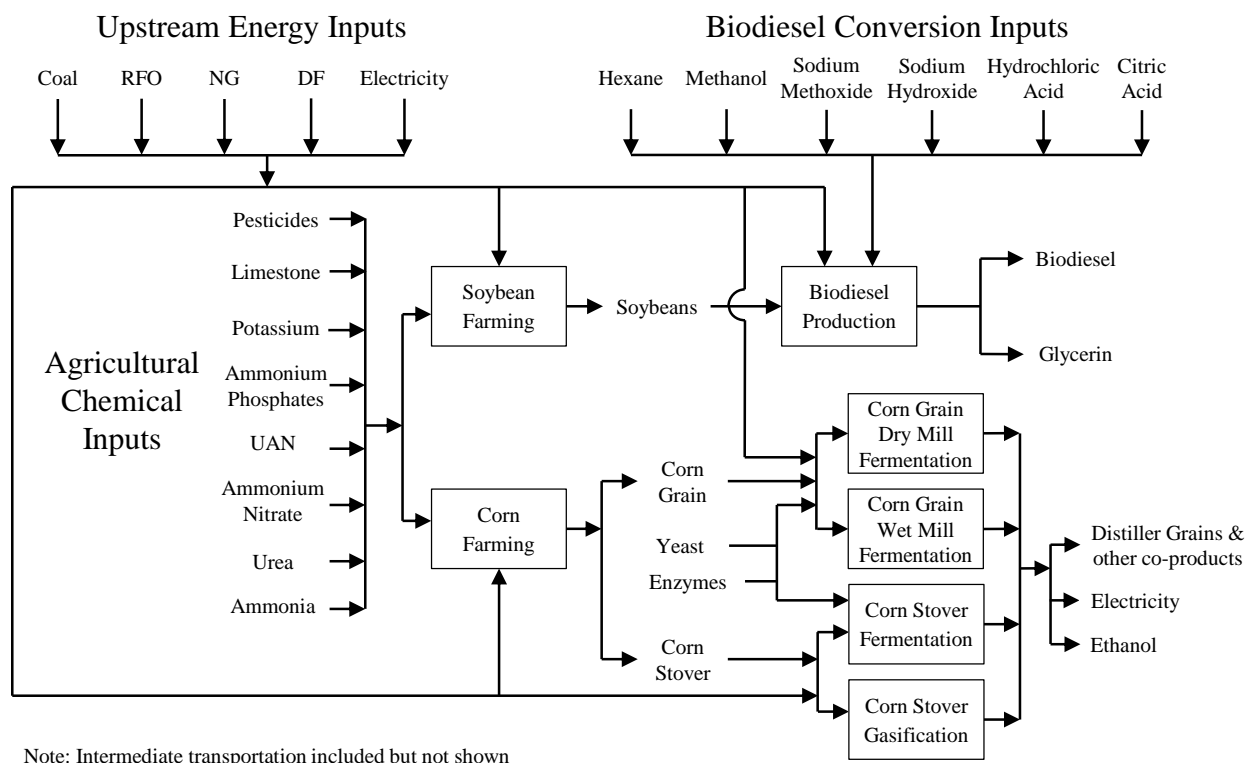 Upstream Energy Inputs
Biodiesel Conversion Inputs
Coal
RFO
NG
DF
Electricity
Hexane
Methanol
Sodium
Methoxide
Sodium
Hydroxide
Hydrochloric
Acid
Citric
Acid
Agricultural
Chemical
Inputs
Pesticides
Limestone
Potassium
Ammonium
Phosphates
UAN
Ammonium
Nitrate
Urea
Ammonia
Soybean
Farming
Soybeans
Biodiesel
Production
Biodiesel
Glycerin
Corn
Farming
Corn
Grain
Yeast
Enzymes
Corn
Stover
Corn Grain
Dry Mill
Fermentation
Corn Grain
Wet Mill
Fermentation
Corn Stover
Fermentation
Corn Stover
Gasification
Distiller Grains &
other co-products
Electricity
Ethanol
Note: Intermediate transportation included but not shown